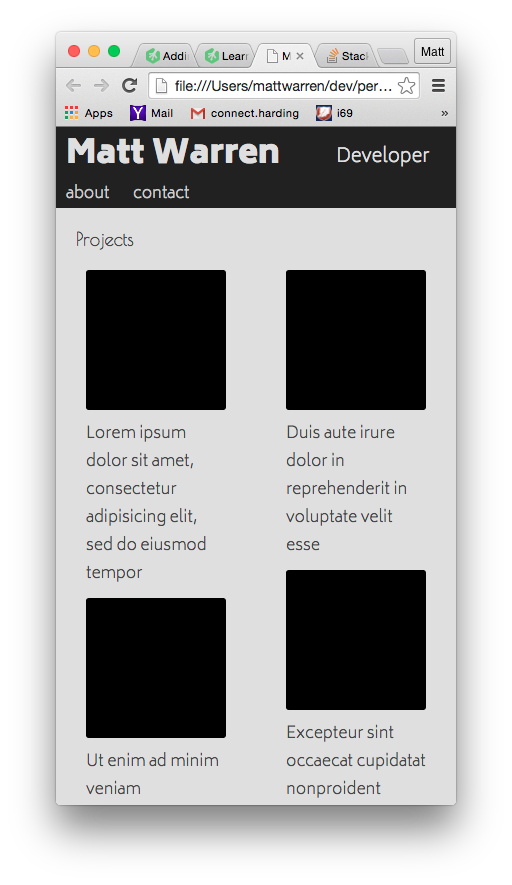 Addi
Learn
M
Stack
Matt
file:///Users/mattwarren/dev/per...
Apps
Mail
connect.harding
i69
»
Matt Warren
Developer
about
contact
Projects
Lorem ipsum
dolor sit amet,
consectetur
adipisicing elit,
sed do eiusmod
tempor
Duis aute irure
dolor in
reprehenderit in
voluptate velit
esse
Ut enim ad minim
veniam
Excepteur sint
occaecat cupidatat
nonproident